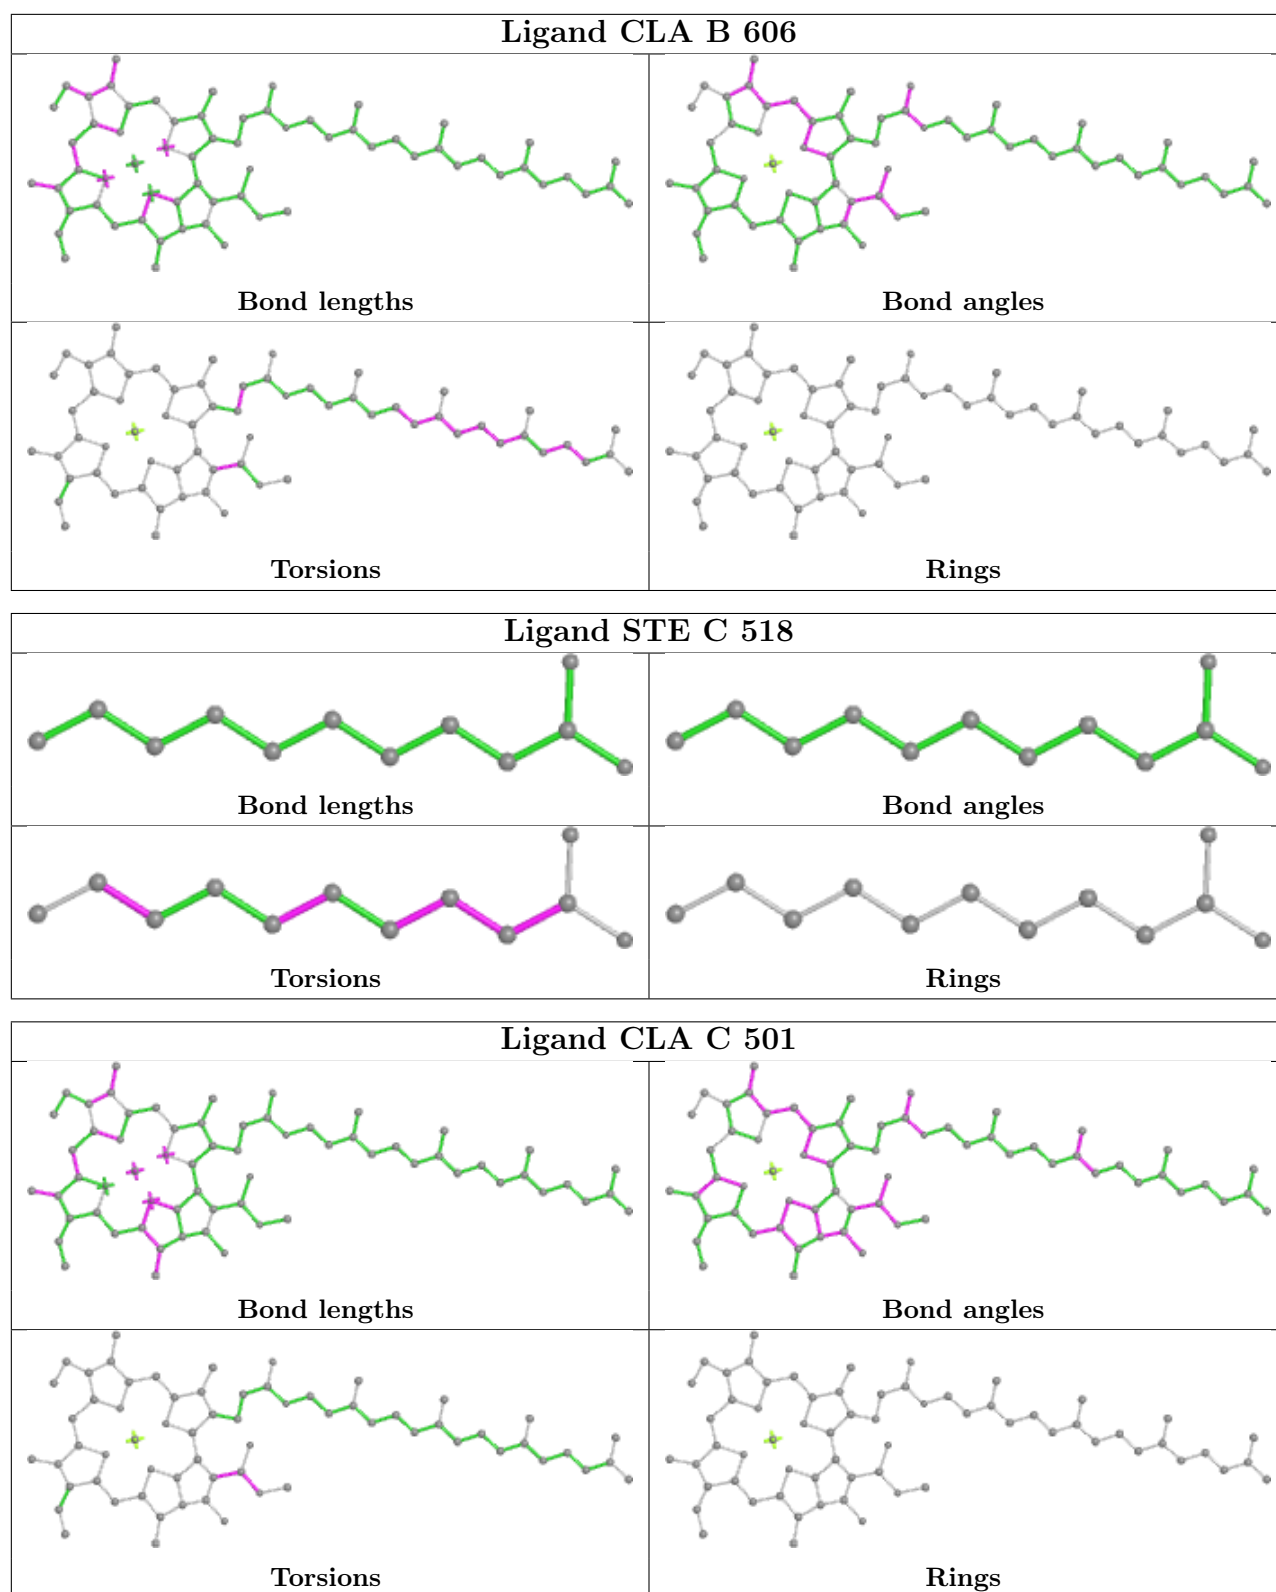 Ligand CLA B 606
Bond lengths
Bond angles
Torsions
Rings
Ligand STE C 518
Bond lengths
Bond angles
Torsions
Rings
Ligand CLA C 501
Bond lengths
Bond angles
Torsions
Rings